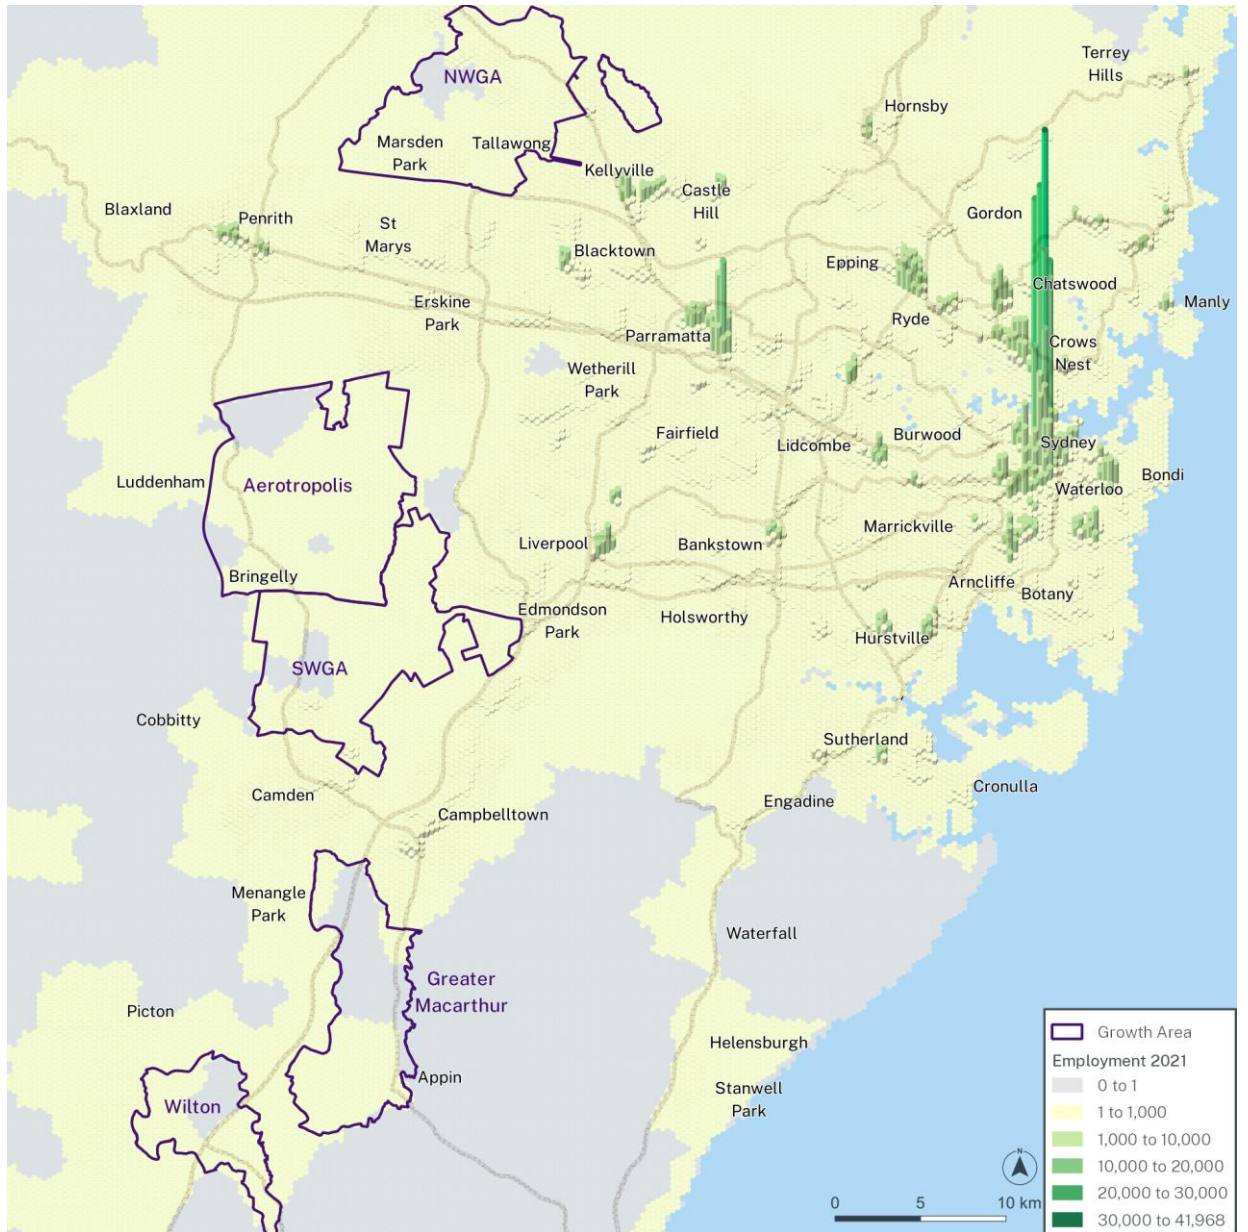 Terrey
Hills
NWGA
Hornsby
Marsden
Park
Tallawong
Kellyville
Castle
Hill
Blaxland
Penrith
St
Marys
Gordon
Blacktown
Epping
Chatswood
Erskine
Park
Manly
Parramatta
Ryde
Crows
Nest
Wetherill
Park
Fairfield
Lidcombe
Burwood
Sydney
Luddenham
Aerotropolis
Waterloo
Bondi
Marrickville
Liverpool
Bankstown
Bringelly
Arncliffe
Botany
Edmondson
Park
Holsworthy
Hurstville
SWGA
Cobbitty
Sutherland
Cronulla
Camden
Engadine
Campbelltown
Menangle
Park
Waterfall
Greater
Macarthur
Picton
Helensburgh
Appin
Stanwell
Park
Wilton
Growth Area
Employment 2021
0 to 1
1 to 1,000
1,000 to 10,000
10,000 to 20,000
20,000 to 30,000
30,000 to 41,968
N
0 5 10 km